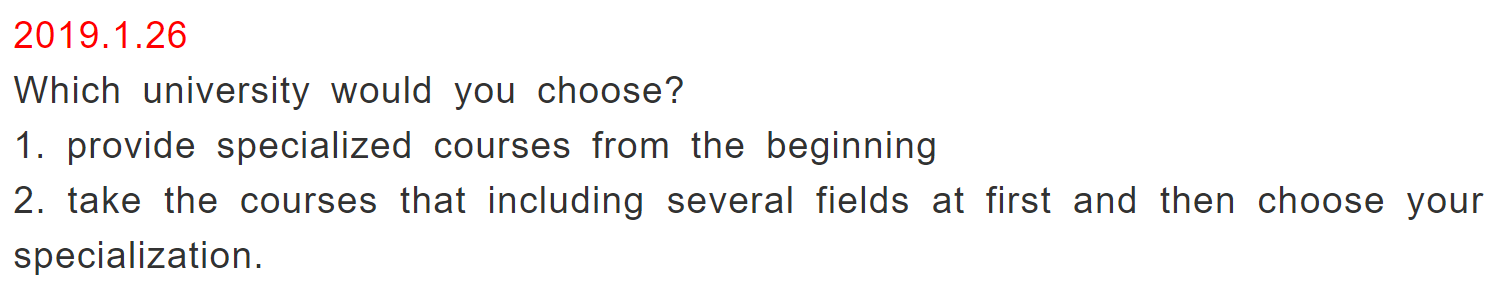 2019.1.26
Which university would you choose?
1. provide specialized courses from the beginning
2. take the courses that including several fields at first and then choose your
specialization.